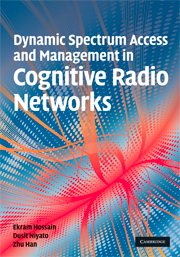 Dynamic Spectrum Access
and Management in
Cognitive Radio
Networks
Ekram Hossain
Dusit Niyato
Zhu Han
CAMBRIDGE